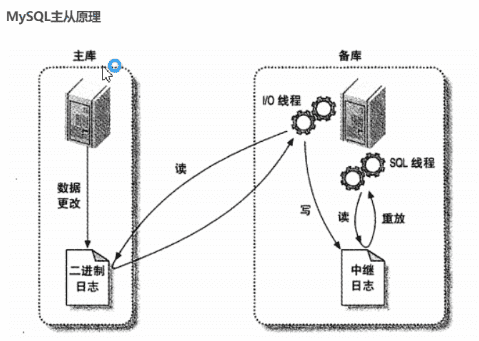 MySQL主从原理
主库
备库
I/O 线程
SQL 线程
数据
更改
读
写
读
重放
二进制
日志
中继
日志